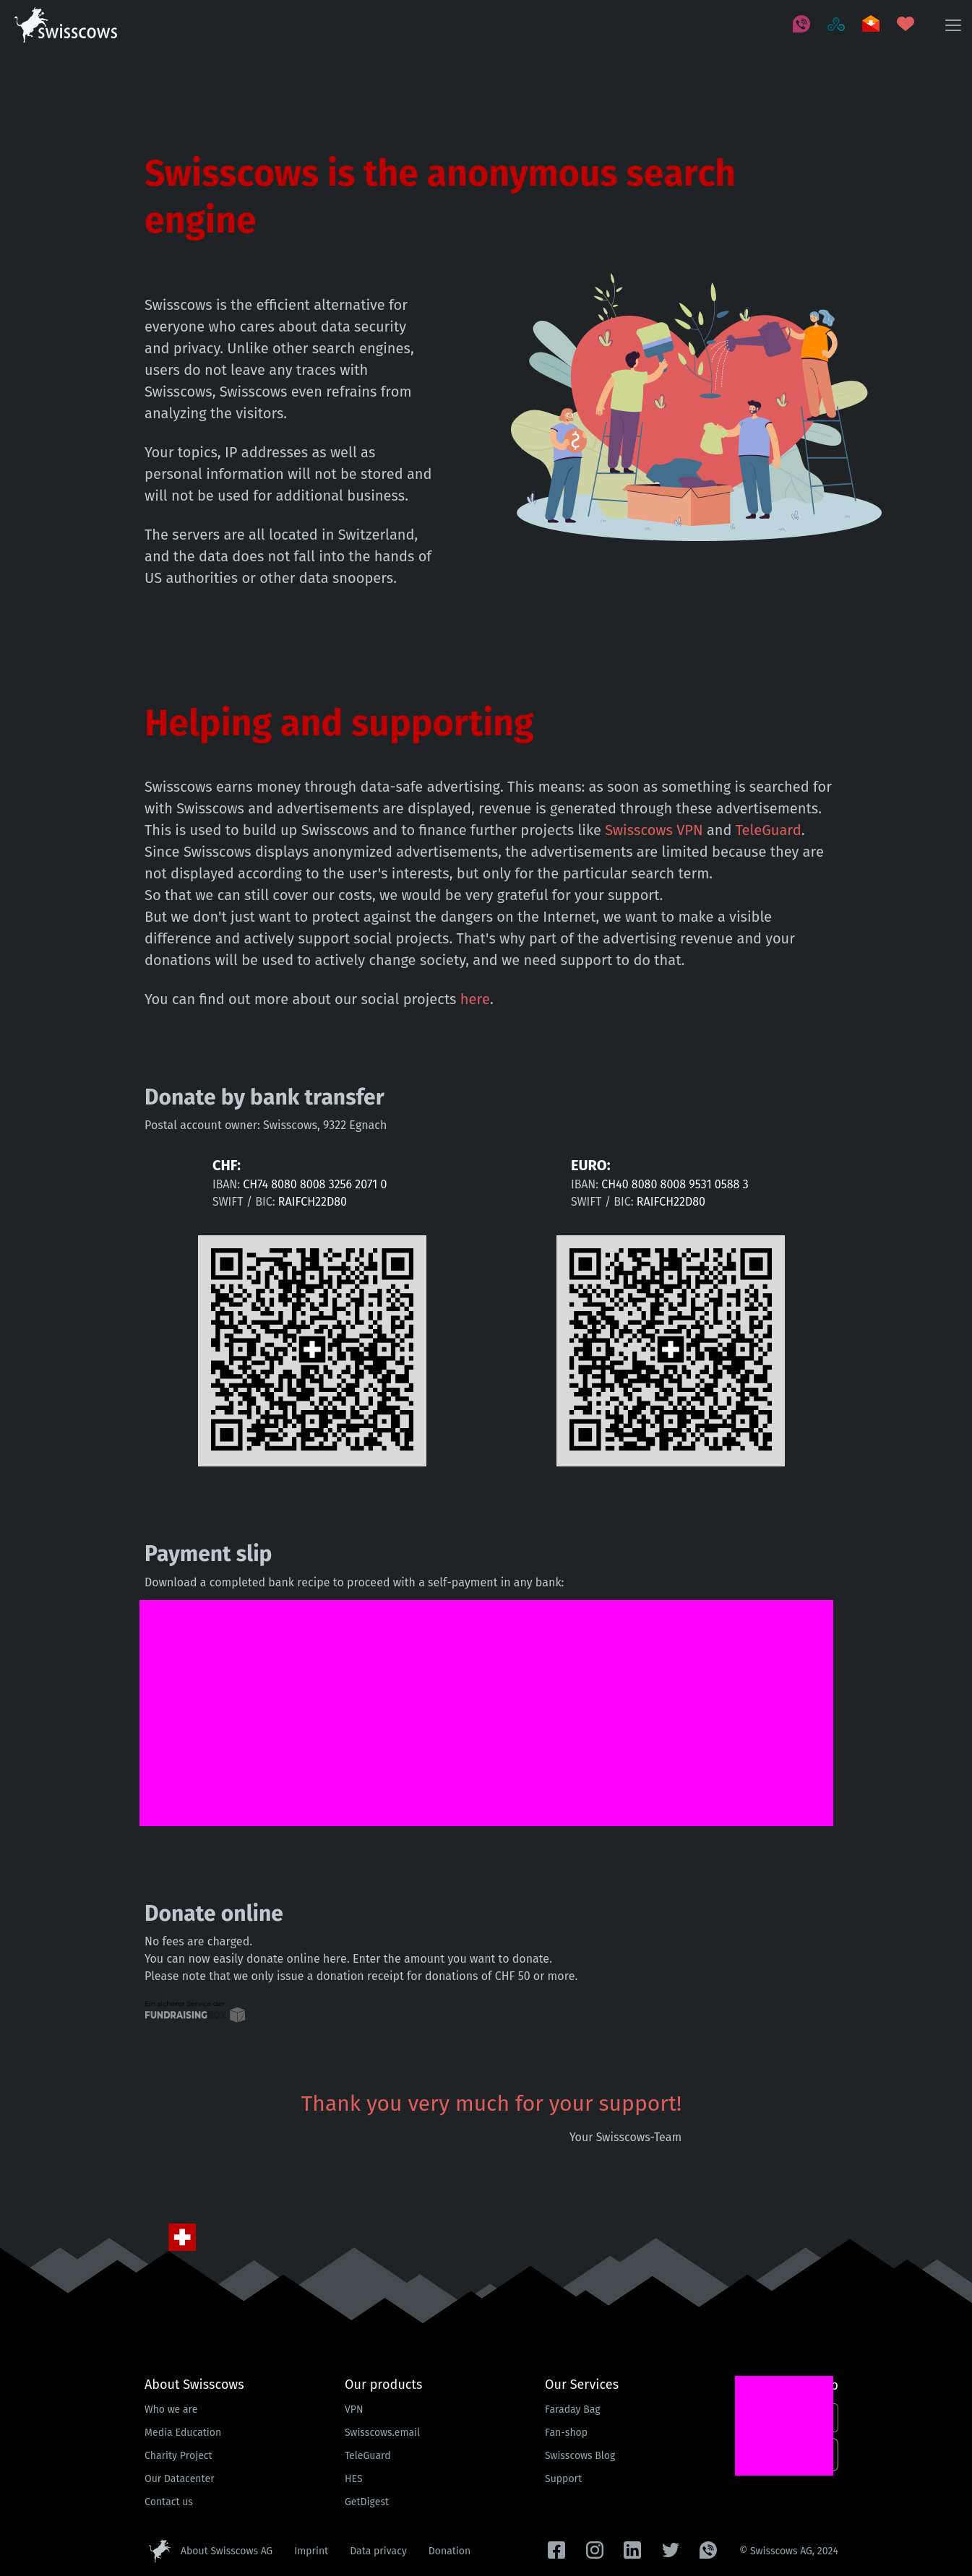 swisscows
Swisscows is the anonymous search
engine
Swisscows is the efficient alternative for
everyone who cares about data security
and privacy. Unlike other search engines,
users do not leave any traces with
Swisscows, Swisscows even refrains from
analyzing the visitors.
Your topics, IP addresses as well as
personal information will not be stored and
will not be used for additional business.
The servers are all located in Switzerland,
and the data does not fall into the hands of
US authorities or other data snoopers.
Helping and supporting
Swisscows earns money through data-safe advertising. This means: as soon as something is searched for
with Swisscows and advertisements are displayed, revenue is generated through these advertisements.
This is used to build up Swisscows and to finance further projects like Swisscows VPN and TeleGuard.
Since Swisscows displays anonymized advertisements, the advertisements are limited because they are
not displayed according to the user's interests, but only for the particular search term.
So that we can still cover our costs, we would be very grateful for your support.
But we don't just want to protect against the dangers on the Internet, we want to make a visible
difference and actively support social projects. That's why part of the advertising revenue and your
donations will be used to actively change society, and we need support to do that.
You can find out more about our social projects here.
Donate by bank transfer
Postal account owner: Swisscows, 9322 Egnach
CHF:
IBAN: CH74 8080 8008 3256 2071 0
SWIFT / BIC: RAIFCH22D80
EURO:
IBAN: CH40 8080 8008 9531 0588 3
SWIFT / BIC: RAIFCH22D80
Payment slip
Download a completed bank recipe to proceed with a self-payment in any bank:
Donate online
No fees are charged.
You can now easily donate online here. Enter the amount you want to donate.
Please note that we only issue a donation receipt for donations of CHF 50 or more.
FUNDRAISING
Thank you very much for your support!
Your Swisscows-Team
About Swisscows
Who we are
Media Education
Charity Project
Our Datacenter
Contact us
Our products
VPN
Swisscows.email
TeleGuard
HES
GetDigest
Our Services
Faraday Bag
Fan-shop
Swisscows Blog
Support
About Swisscows AG
Imprint
Data privacy
Donation
© Swisscows AG, 2024